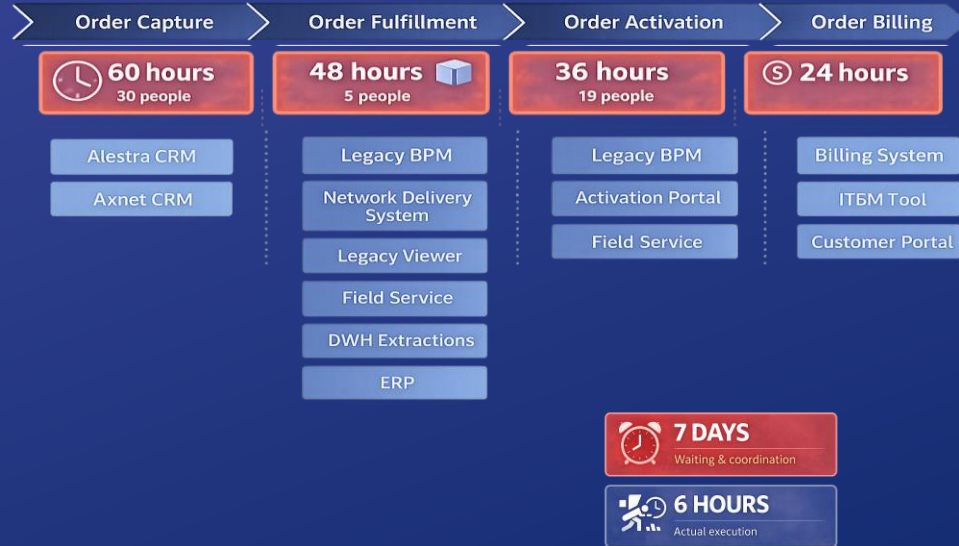 Order Capture
Order Fulfillment
Order Activation
Order Billing
60 hours
30 people
48 hours
5 people
36 hours
19 people
S 24 hours
Alestra CRM
Axnet CRM
Legacy BPM
Network Delivery
System
Legacy Viewer
Field Service
DWH Extractions
ERP
Legacy BPM
Activation Portal
Field Service
Billing System
ITБM Tool
Customer Portal
7 DAYS
Waiting & coordination
6 HOURS
Actual execution